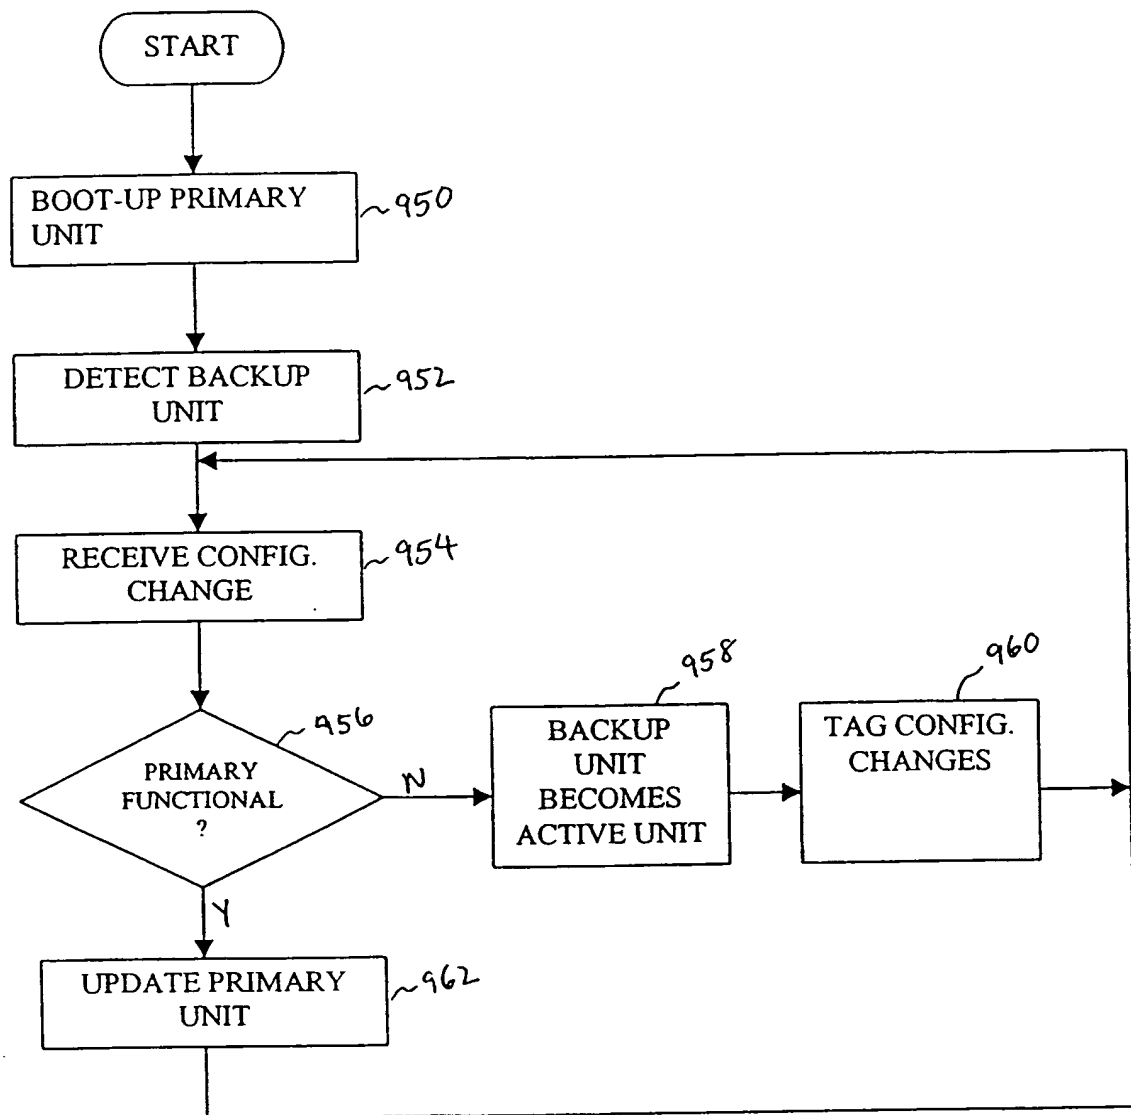 START
BOOT-UP PRIMARY
UNIT
~950
DETECT BACKUP
UNIT
~952
RECEIVE CONFIG.
CHANGE
~954
PRIMARY
FUNCTIONAL
?
~956
N
Y
BACKUP
UNIT
BECOMES
ACTIVE UNIT
958
TAG CONFIG.
CHANGES
960
UPDATE PRIMARY
UNIT
~962